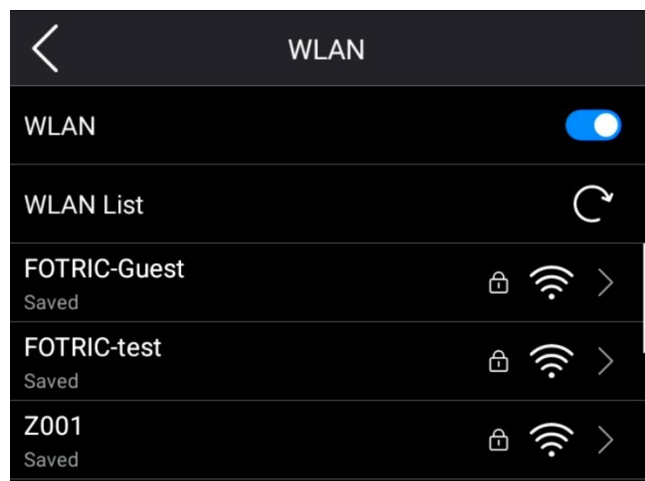 WLAN
WLAN
WLAN List
FOTRIC-Guest
Saved
FOTRIC-test
Saved
Z001
Saved